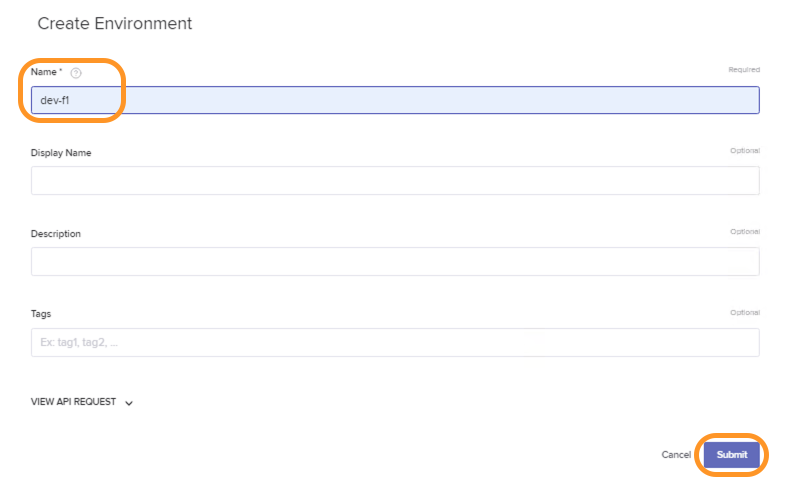 Create Environment
Name * ?
Required
dev-f1
Display Name
Optional
Description
Optional
Tags
Optional
Ex: tag1, tag2, ...
VIEW API REQUEST
Cancel
Submit